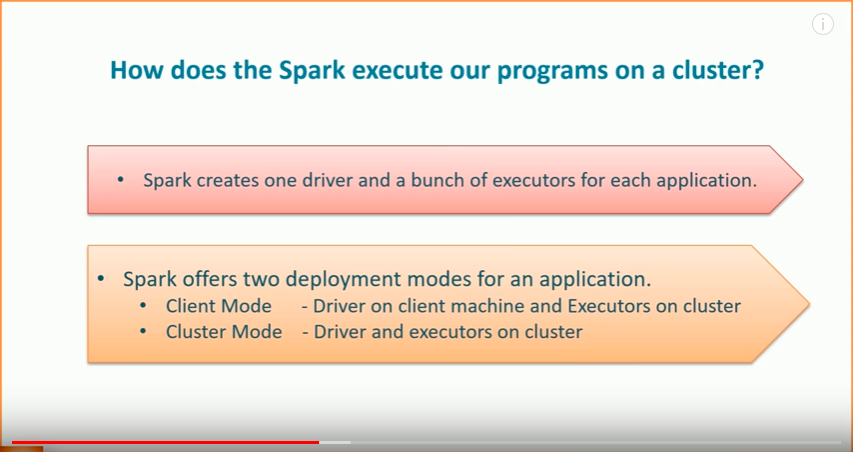 How does the Spark execute our programs on a cluster?
• Spark creates one driver and a bunch of executors for each application.
• Spark offers two deployment modes for an application.
• Client Mode - Driver on client machine and Executors on cluster
• Cluster Mode - Driver and executors on cluster